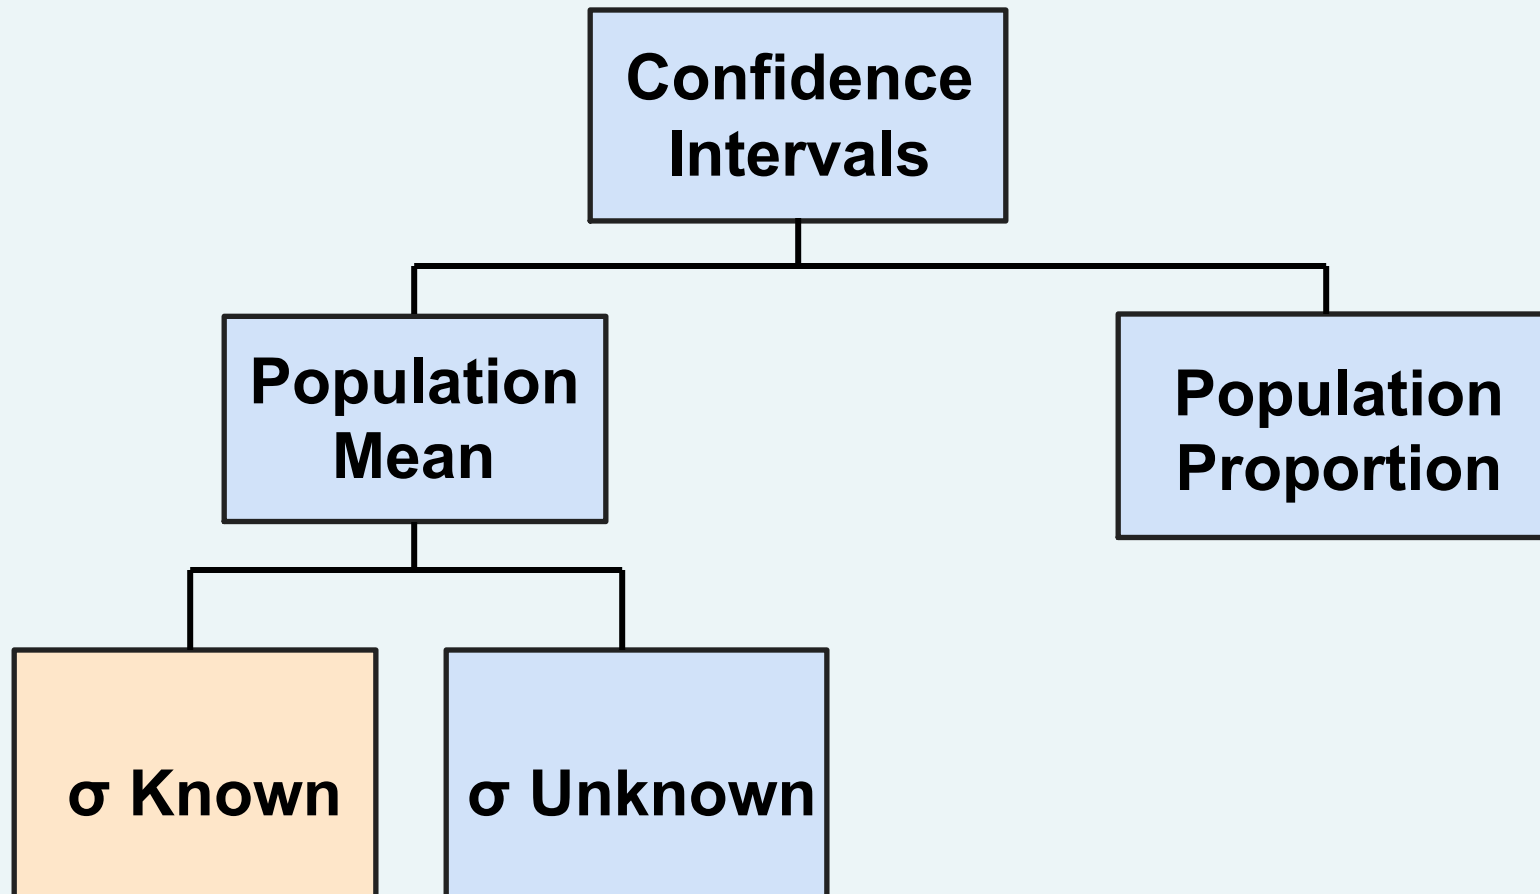 Confidence
Intervals
Population
Mean
Population
Proportion
σ Known
σ Unknown